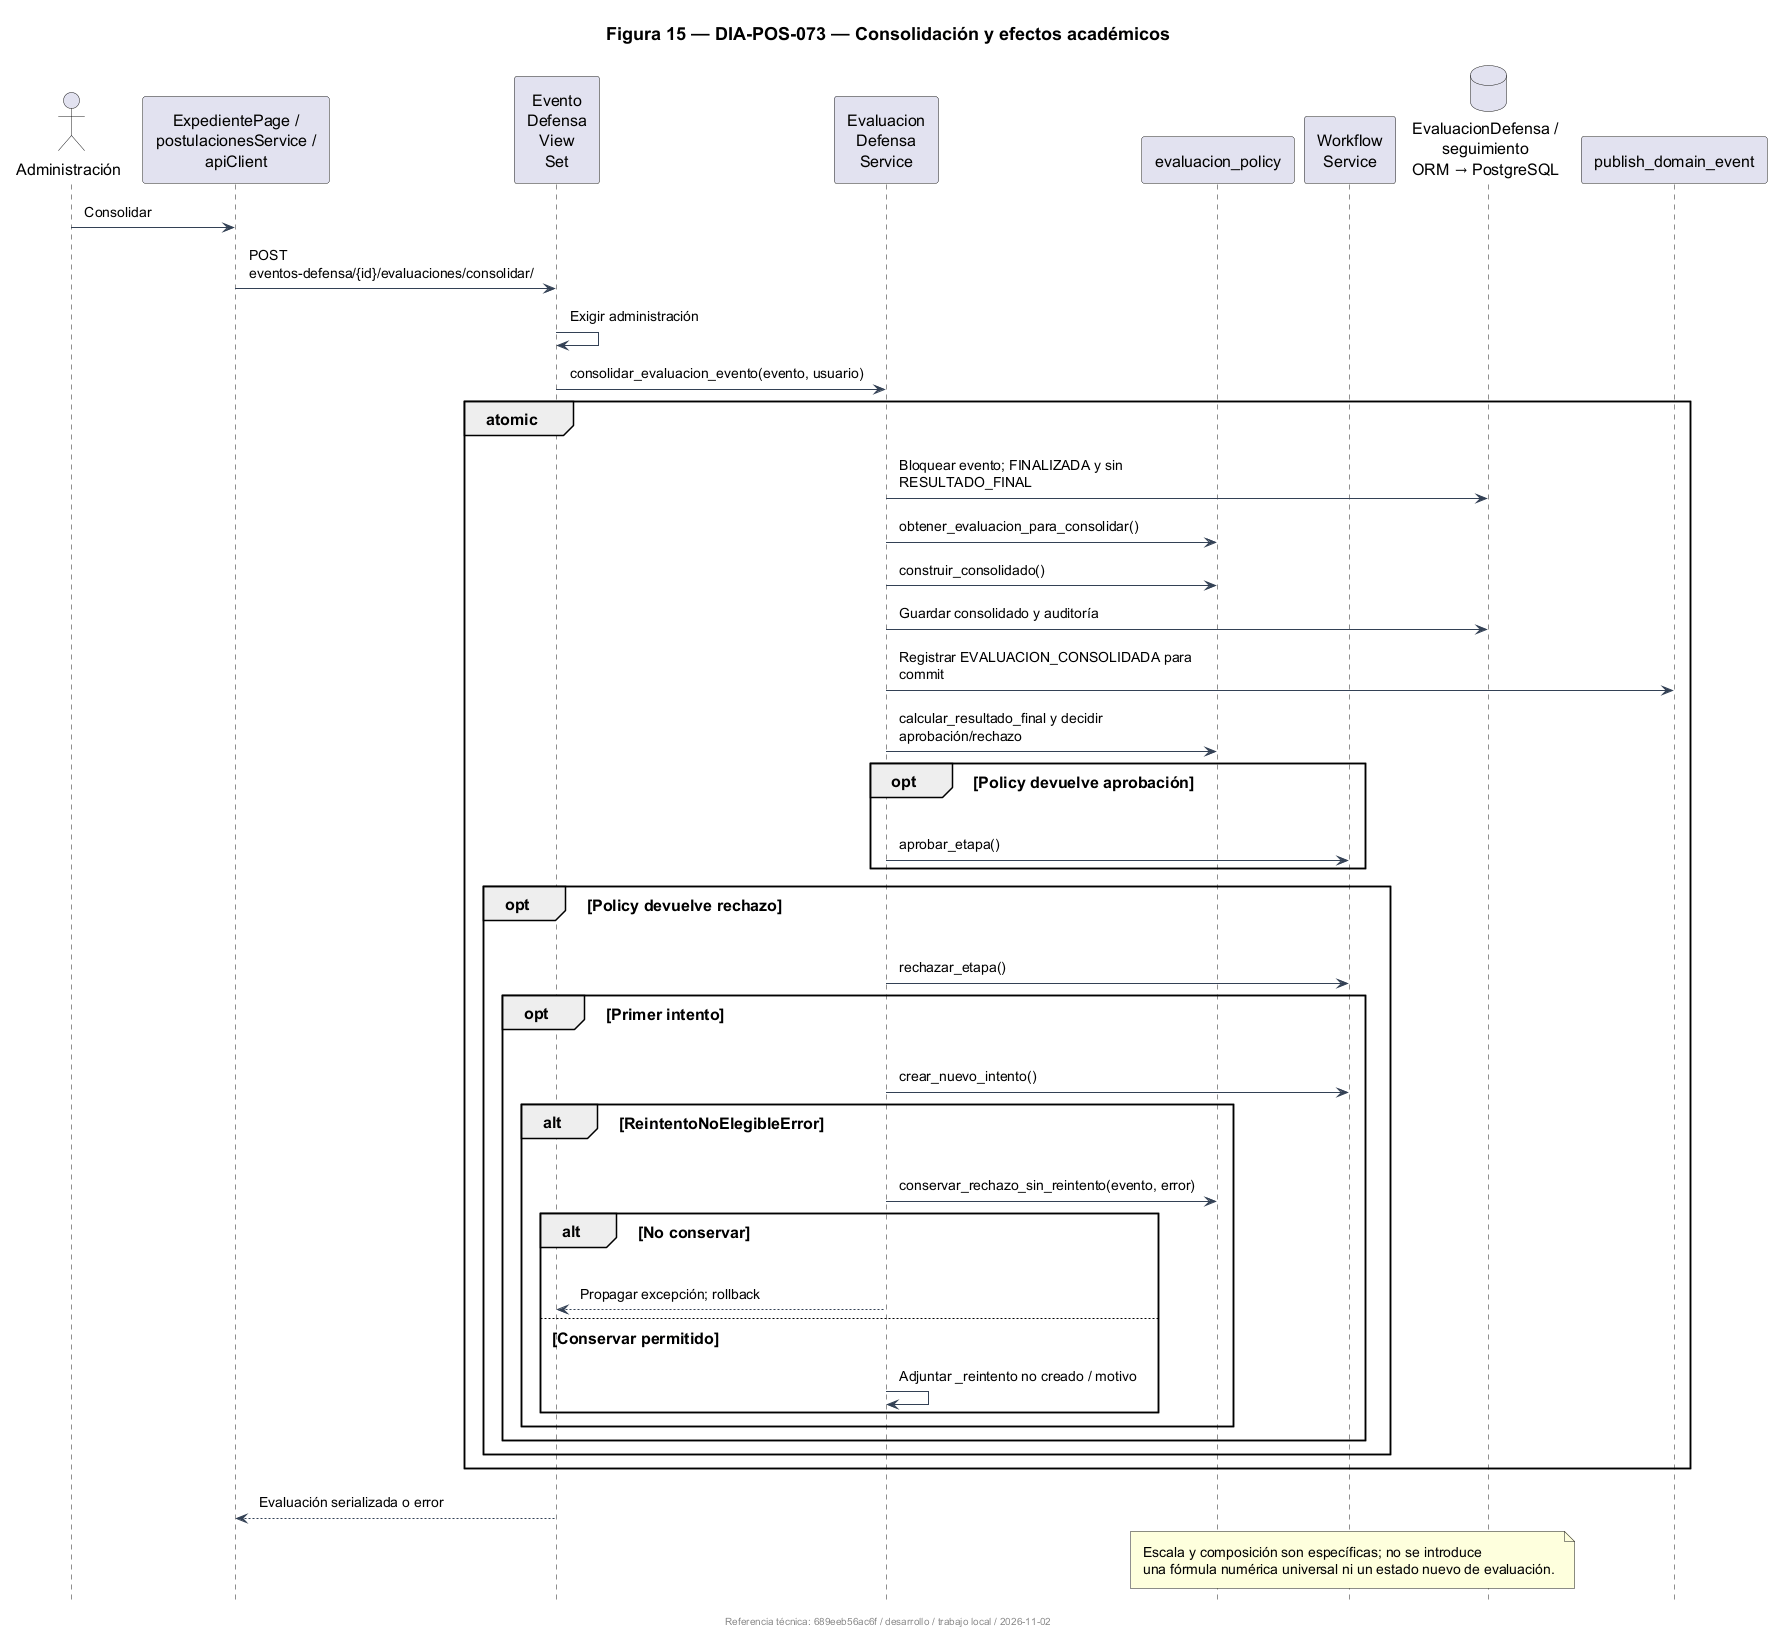 Figura 15 — DIA-POS-073 — Consolidación y efectos académicos
Administración
ExpedientePage /
postulacionesService /
apiClient
Evento
Defensa
View
Set
Evaluacion
Defensa
Service
evaluacion_policy
Workflow
Service
EvaluacionDefensa /
seguimiento
ORM → PostgreSQL
publish_domain_event
Consolidar
POST
eventos-defensa/{id}/evaluaciones/consolidar/
Exigir administración
consolidar_evaluacion_evento(evento, usuario)
atomic
Bloquear evento; FINALIZADA y sin
RESULTADO_FINAL
obtener_evaluacion_para_consolidar()
construir_consolidado()
Guardar consolidado y auditoría
Registrar EVALUACION_CONSOLIDADA para
commit
calcular_resultado_final y decidir
aprobación/rechazo
opt [Policy devuelve aprobación]
aprobar_etapa()
opt [Policy devuelve rechazo]
rechazar_etapa()
opt [Primer intento]
crear_nuevo_intento()
alt [ReintentoNoElegibleError]
conservar_rechazo_sin_reintento(evento, error)
alt [No conservar]
Propagar excepción; rollback
[Conservar permitido]
Adjuntar _reintento no creado / motivo
Evaluación serializada o error
Escala y composición son específicas; no se introduce
una fórmula numérica universal ni un estado nuevo de evaluación.
Referencia técnica: 689eeb56ac6f / desarrollo / trabajo local / 2026-11-02